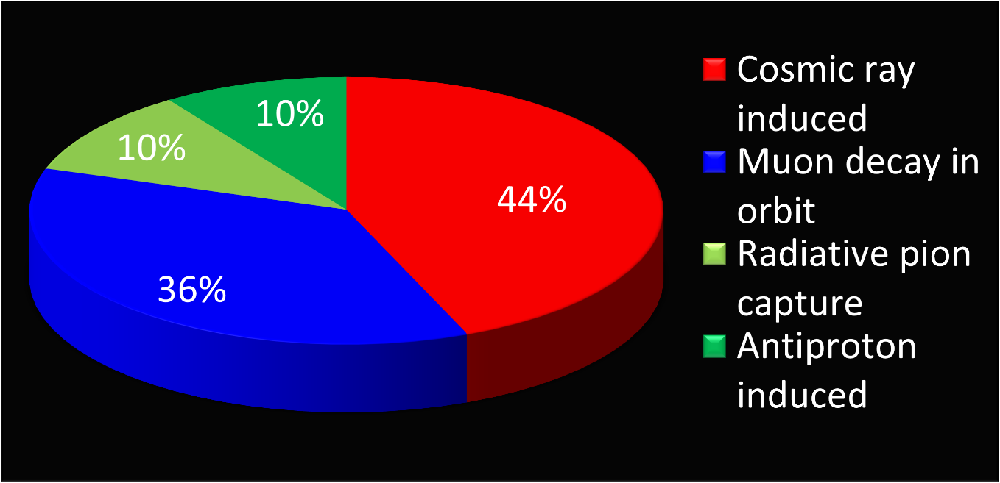 10%
10%
44%
36%
Cosmic ray
induced
Muon decay in
orbit
Radiative pion
capture
Antiproton
induced